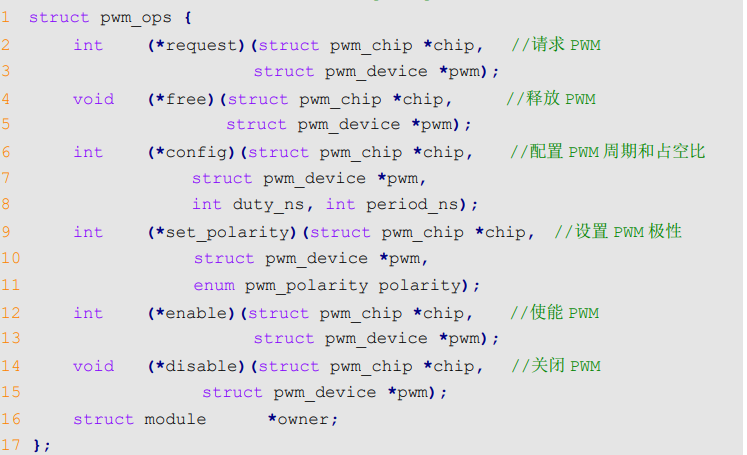 1 struct pwm_ops {
2 int (*request)(struct pwm_chip *chip, //请求 PWM
3 struct pwm_device *pwm);
4 void (*free)(struct pwm_chip *chip, //释放 PWM
5 struct pwm_device *pwm);
6 int (*config)(struct pwm_chip *chip, //配置 PWM 周期和占空比
7 struct pwm_device *pwm,
8 int duty_ns, int period_ns);
9 int (*set_polarity)(struct pwm_chip *chip, //设置 PWM 极性
10 struct pwm_device *pwm,
11 enum pwm_polarity polarity);
12 int (*enable)(struct pwm_chip *chip, //使能 PWM
13 struct pwm_device *pwm);
14 void (*disable)(struct pwm_chip *chip, //关闭 PWM
15 struct pwm_device *pwm);
16 struct module *owner;
17 };